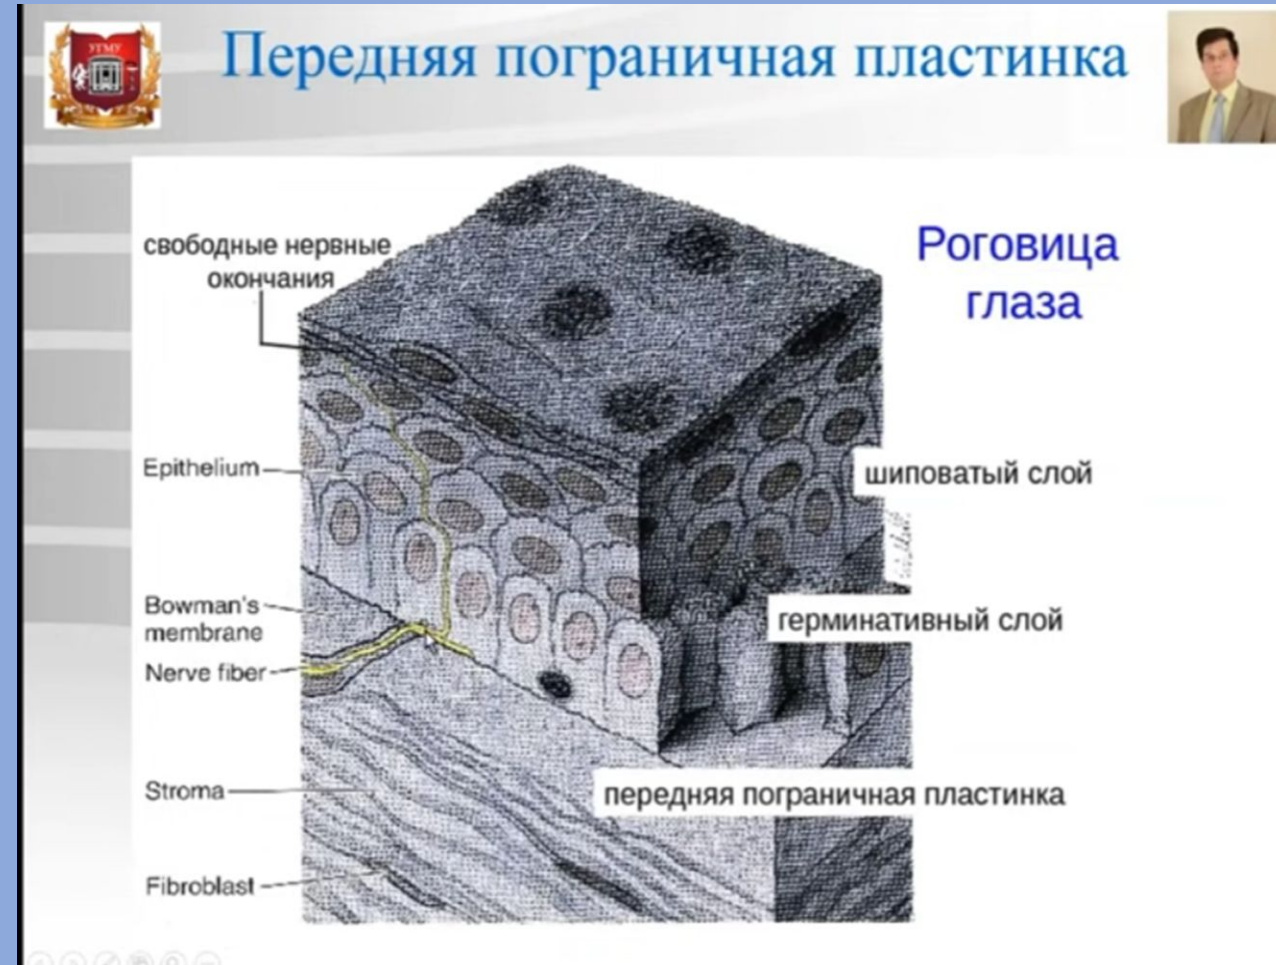 УГМУ
Передняя пограничная пластинка
Роговица
глаза
свободные нервные
окончания
Epithelium
шиповатый слой
Bowman's
membrane
герминативный слой
Nerve fiber
Stroma
передняя пограничная пластинка
Fibroblast